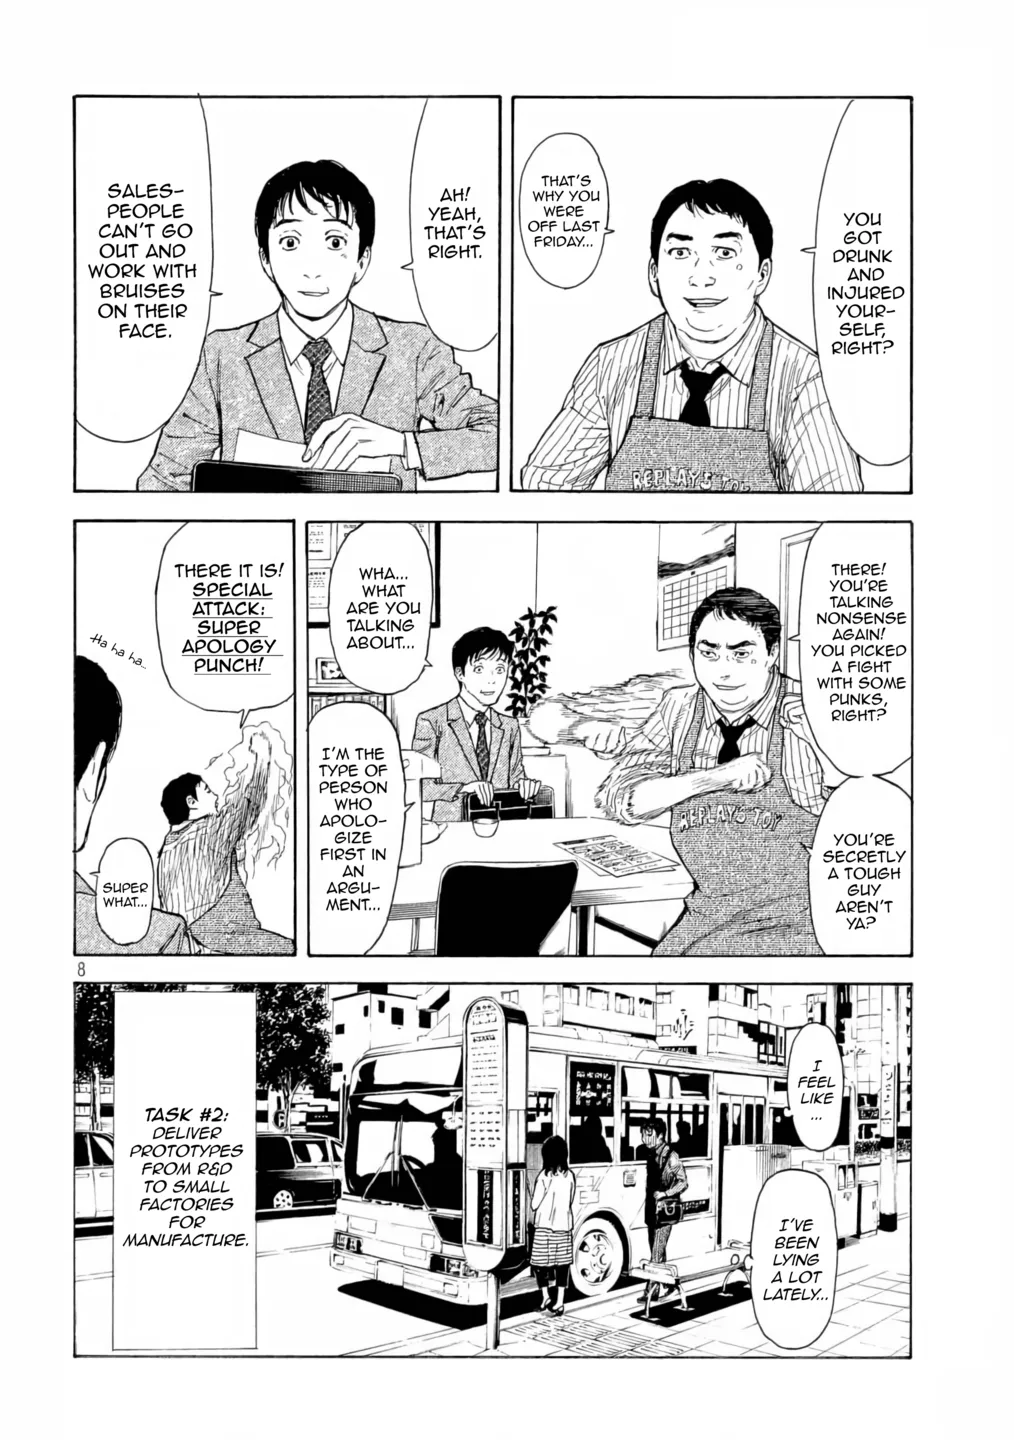 YOU
GOT
DRUNK
AND
INJURED
YOUR-
SELF,
RIGHT?
THAT'S
WHY YOU
WERE
OFF LAST
FRIDAY...
REPLAYS TOY
AH!
YEAH,
THAT'S
RIGHT.
SALES-
PEOPLE
CAN'T GO
OUT AND
WORK WITH
BRUISES
ON THEIR
FACE.
THERE!
YOU'RE
TALKING
NONSENSE
AGAIN!
YOU PICKED
A FIGHT
WITH SOME
PUNKS,
RIGHT?
YOU'RE
SECRETLY
A TOUGH
GUY
AREN'T
YA?
REPLAYS TOY
WHA...
WHAT
ARE YOU
TALKING
ABOUT...
I'M THE
TYPE OF
PERSON
WHO
APOLO-
GIZE
FIRST IN
AN
ARGU-
MENT...
THERE IT IS!
SPECIAL
ATTACK:
SUPER
APOLOGY
PUNCH!
Ha ha ha...
SUPER
WHAT...
8
I
FEEL
LIKE
...
I'VE
BEEN
LYING
A LOT
LATELY...
TASK #2:
DELIVER
PROTOTYPES
FROM R&D
TO SMALL
FACTORIES
FOR
MANUFACTURE.